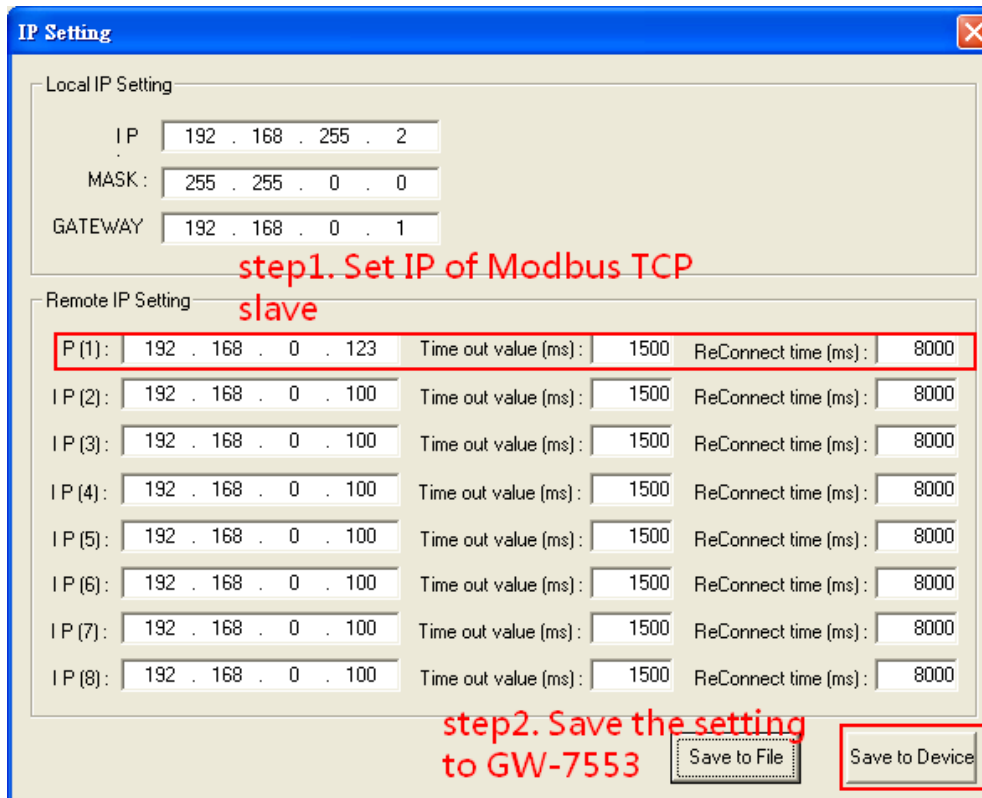 IP Setting
Local IP Setting
I P :
192 . 168 . 255 . 2
MASK :
255 . 255 . 0 . 0
GATEWAY
192 . 168 . 0 . 1
step1. Set IP of Modbus TCP
slave
Remote IP Setting
P (1) : 192 . 168 . 0 . 123 Time out value (ms) : 1500 ReConnect time (ms) : 8000
I P (2) : 192 . 168 . 0 . 100 Time out value (ms) : 1500 ReConnect time (ms) : 8000
I P (3) : 192 . 168 . 0 . 100 Time out value (ms) : 1500 ReConnect time (ms) : 8000
I P (4) : 192 . 168 . 0 . 100 Time out value (ms) : 1500 ReConnect time (ms) : 8000
I P (5) : 192 . 168 . 0 . 100 Time out value (ms) : 1500 ReConnect time (ms) : 8000
I P (6) : 192 . 168 . 0 . 100 Time out value (ms) : 1500 ReConnect time (ms) : 8000
I P (7) : 192 . 168 . 0 . 100 Time out value (ms) : 1500 ReConnect time (ms) : 8000
I P (8) : 192 . 168 . 0 . 100 Time out value (ms) : 1500 ReConnect time (ms) : 8000
step2. Save the setting
to GW-7553
Save to File
Save to Device